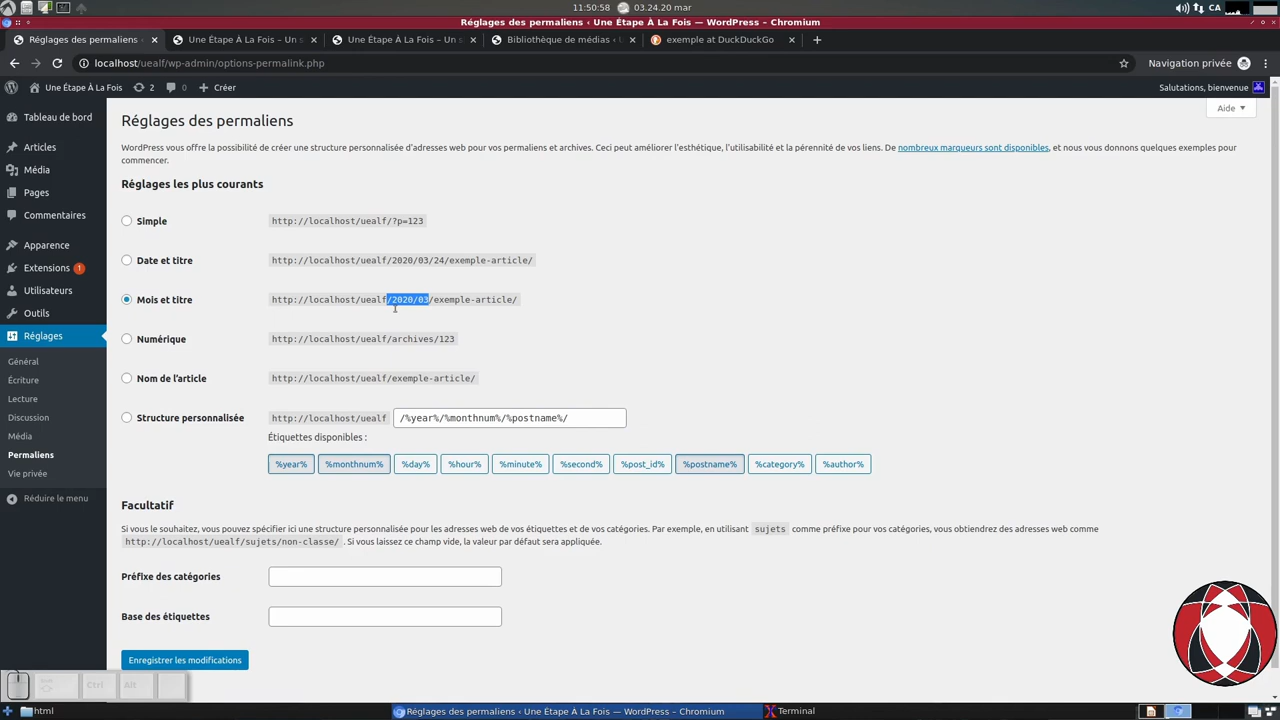 11:50:58
03.24.20 mar
CA
Réglages des permaliens ‹ Une Étape À La Fois — WordPress – Chromium
Réglages des permaliens ‹
Une Étape À La Fois – Un s
Une Étape À La Fois – Un s
Bibliothèque de médias ‹ U
exemple at DuckDuckGo
localhost/uealf/wp-admin/options-permalink.php
Navigation privée
Une Étape À La Fois
2
0
Créer
Salutations, bienvenue
Tableau de bord
Articles
Média
Pages
Commentaires
Apparence
Extensions 1
Utilisateurs
Outils
Réglages
Général
Écriture
Lecture
Discussion
Média
Permaliens
Vie privée
Réduire le menu
Aide
Réglages des permaliens
WordPress vous offre la possibilité de créer une structure personnalisée d’adresses web pour vos permaliens et archives. Ceci peut améliorer l’esthétique, l’utilisabilité et la pérennité de vos liens. De nombreux marqueurs sont disponibles, et nous vous donnons quelques exemples pour
commencer.
Réglages les plus courants
Simple http://localhost/uealf/?p=123
Date et titre http://localhost/uealf/2020/03/24/exemple-article/
Mois et titre http://localhost/uealf/2020/03/exemple-article/
Numérique http://localhost/uealf/archives/123
Nom de l’article http://localhost/uealf/exemple-article/
Structure personnalisée http://localhost/uealf /%year%/%monthnum%/%postname%/
Étiquettes disponibles :
%year% %monthnum% %day% %hour% %minute% %second% %post_id% %postname% %category% %author%
Facultatif
Si vous le souhaitez, vous pouvez spécifier ici une structure personnalisée pour les adresses web de vos étiquettes et de vos catégories. Par exemple, en utilisant sujets comme préfixe pour vos catégories, vous obtiendrez des adresses web comme
http://localhost/uealf/sujets/non-classe/ . Si vous laissez ce champ vide, la valeur par défaut sera appliquée.
Préfixe des catégories
Base des étiquettes
Enregistrer les modifications
Ctrl
Alt
html
Réglages des permaliens ‹ Une Étape À La Fois — WordPress – Chromium
Terminal